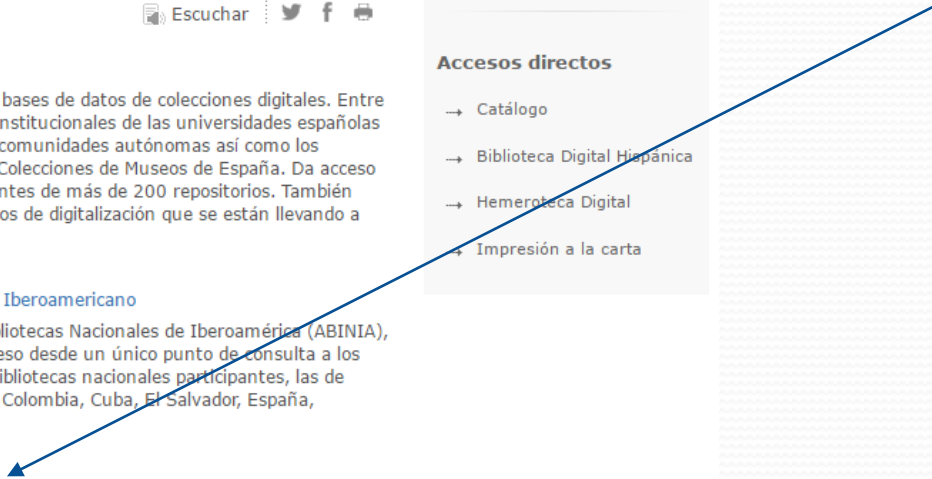 Escuchar
bases de datos de colecciones digitales. Entre
nstitucionales de las universidades españolas
comunidades autónomas así como los
Colecciones de Museos de España. Da acceso
ntes de más de 200 repositorios. También
os de digitalización que se están llevando a
Iberoamericano
bliotecas Nacionales de Iberoamérica (ABINIA),
eso desde un único punto de consulta a los
ibliotecas nacionales participantes, las de
Colombia, Cuba, El Salvador, España,
Accesos directos
Catálogo
Biblioteca Digital Hispánica
Hemeroteca Digital
Impresión a la carta